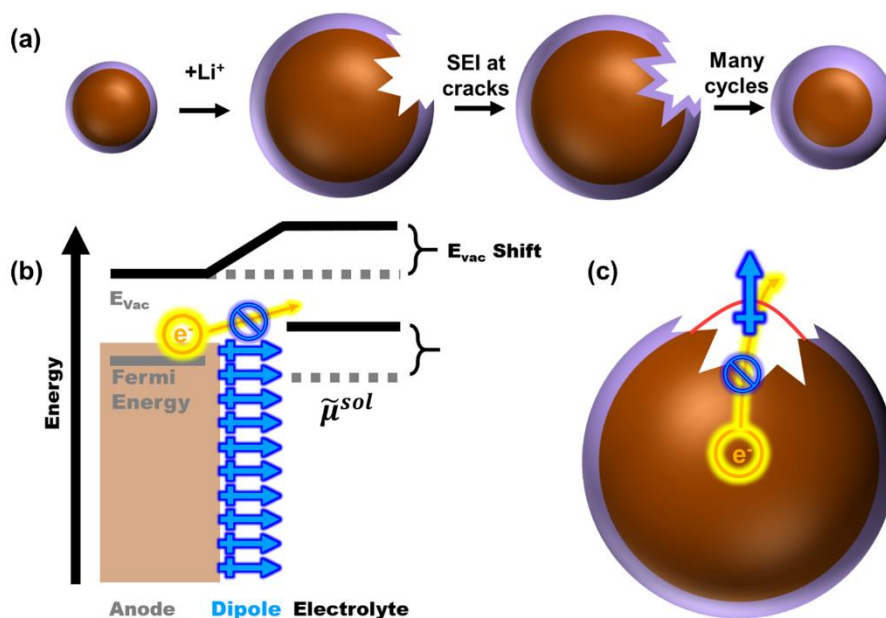 (a)
+Li⁺
SEI at
cracks
Many
cycles
(b)
Energy
E_Vac
E_vac Shift
e⁻
Fermi
Energy
μ̃^sol
Anode Dipole Electrolyte
(c)
e⁻